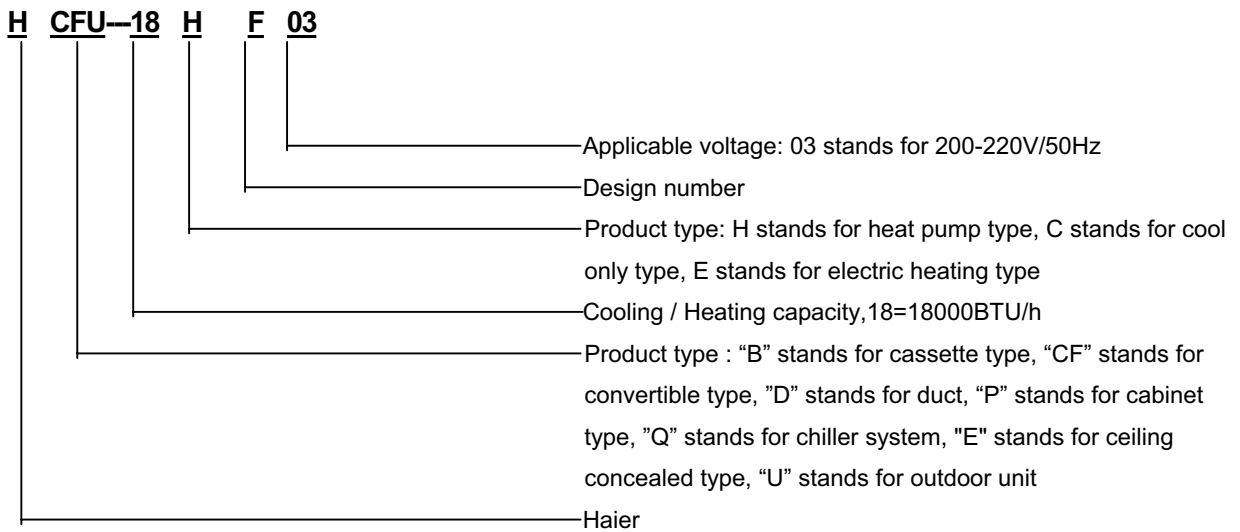 H CFU---18 H F 03
Applicable voltage: 03 stands for 200-220V/50Hz
Design number
Product type: H stands for heat pump type, C stands for cool
only type, E stands for electric heating type
Cooling / Heating capacity,18=18000BTU/h
Product type : “B” stands for cassette type, “CF” stands for
convertible type, ”D” stands for duct, “P” stands for cabinet
type, ”Q” stands for chiller system, "E" stands for ceiling
concealed type, “U” stands for outdoor unit
Haier